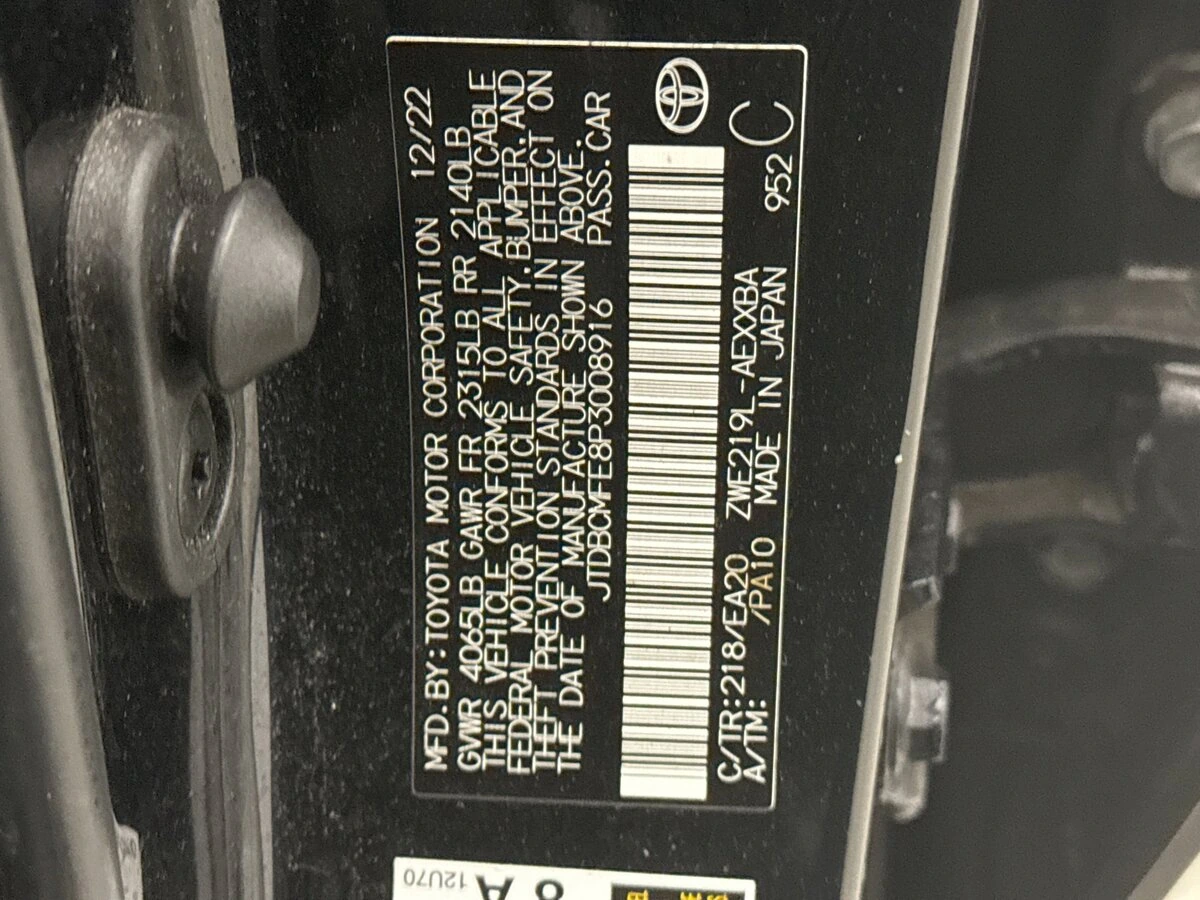 MFD.BY:TOYOTA MOTOR CORPORATION 12/22
GVWR 4065LB GAWR FR 2315LB RR 2140LB
THIS VEHICLE CONFORMS TO ALL APPLICABLE
FEDERAL MOTOR VEHICLE SAFETY,BUMPER,AND
THEFT PREVENTION STANDARDS IN EFFECT ON
THE DATE OF MANUFACTURE SHOWN ABOVE.
JTDBCMFE8P3008916 PASS.CAR
C/TR:218/EA20 ZWE219L-AEXXBA
A/TM: /PA10 MADE IN JAPAN 952 C
12U70
A